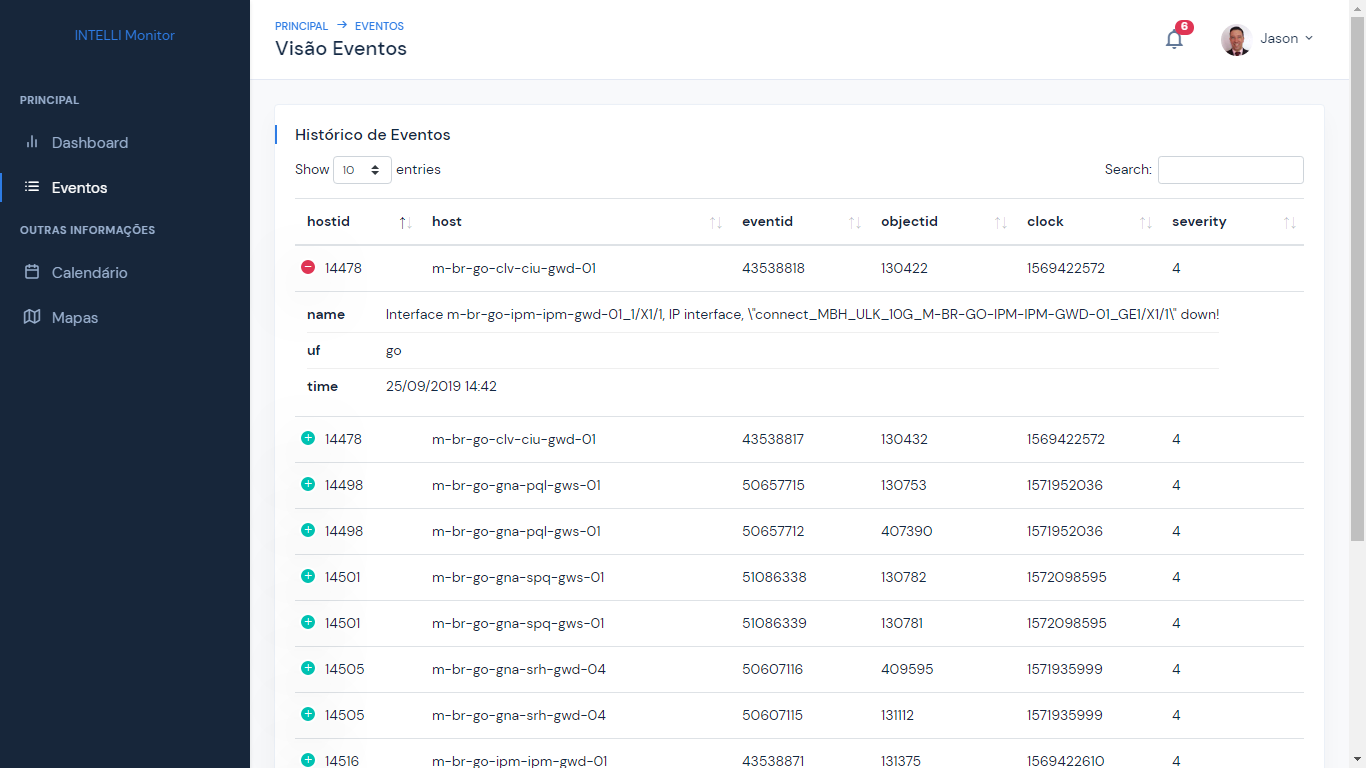 INTELLI Monitor
PRINCIPAL
Dashboard
Eventos
OUTRAS INFORMAÇÕES
Calendário
Mapas
PRINCIPAL → EVENTOS
Visão Eventos
6
Jason
Histórico de Eventos
Show 10 entries
Search:
hostid host eventid objectid clock severity
14478 m-br-go-clv-ciu-gwd-01 43538818 130422 1569422572 4
name Interface m-br-go-ipm-ipm-gwd-01_1/X1/1, IP interface, \"connect_MBH_ULK_10G_M-BR-GO-IPM-IPM-GWD-01_GE1/X1/1\" down!
uf go
time 25/09/2019 14:42
14478 m-br-go-clv-ciu-gwd-01 43538817 130432 1569422572 4
14498 m-br-go-gna-pql-gws-01 50657715 130753 1571952036 4
14498 m-br-go-gna-pql-gws-01 50657712 407390 1571952036 4
14501 m-br-go-gna-spq-gws-01 51086338 130782 1572098595 4
14501 m-br-go-gna-spq-gws-01 51086339 130781 1572098595 4
14505 m-br-go-gna-srh-gwd-04 50607116 409595 1571935999 4
14505 m-br-go-gna-srh-gwd-04 50607115 131112 1571935999 4
14516 m-br-go-ipm-ipm-gwd-01 43538871 131375 1569422610 4